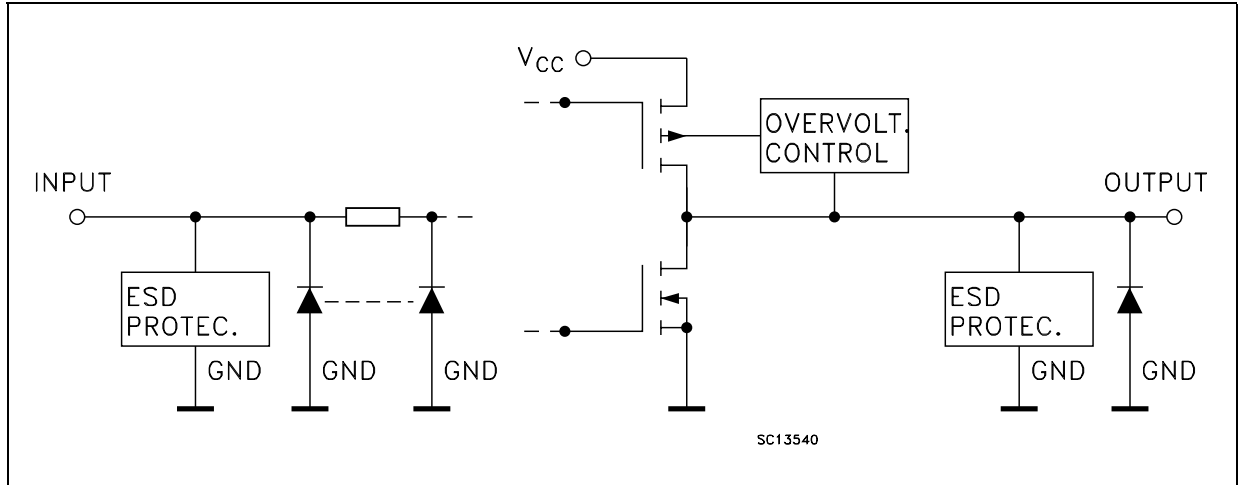 VCC
OVERVOLT.
CONTROL
INPUT
OUTPUT
ESD
PROTEC.
ESD
PROTEC.
GND
GND
GND
GND
GND
SC13540